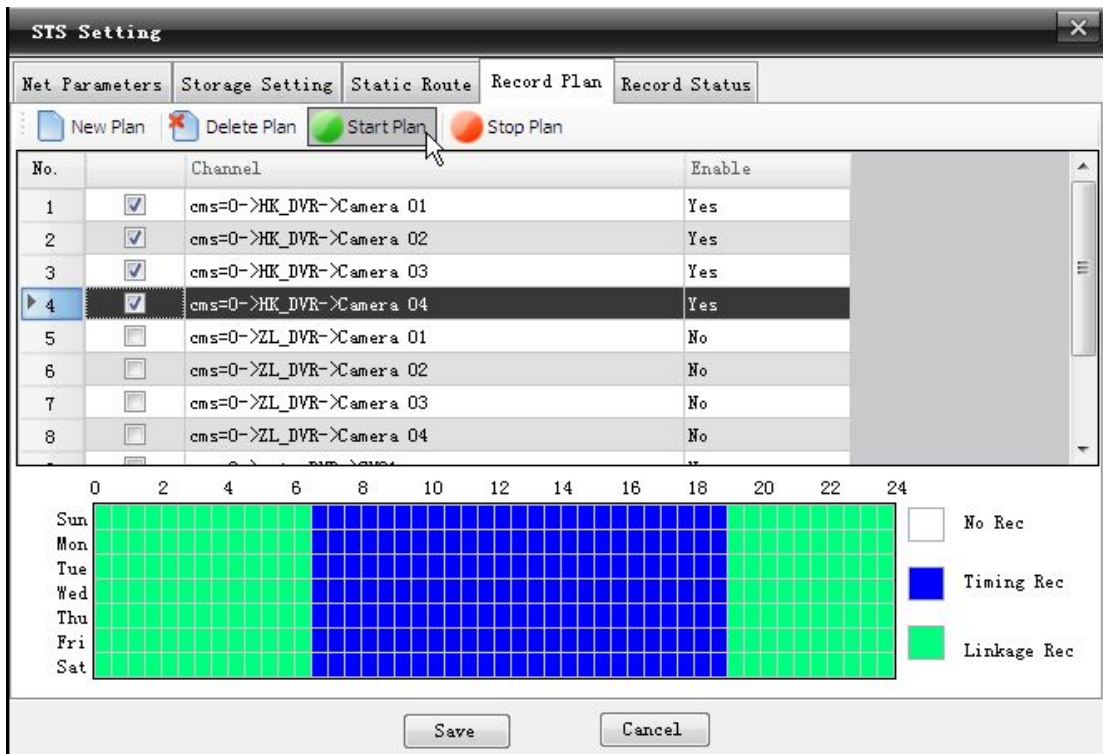 STS Setting
Net Parameters Storage Setting Static Route Record Plan Record Status
New Plan Delete Plan Start Plan Stop Plan
No. Channel Enable
1 cms=0->HK_DVR->Camera 01 Yes
2 cms=0->HK_DVR->Camera 02 Yes
3 cms=0->HK_DVR->Camera 03 Yes
4 cms=0->HK_DVR->Camera 04 Yes
5 cms=0->ZL_DVR->Camera 01 No
6 cms=0->ZL_DVR->Camera 02 No
7 cms=0->ZL_DVR->Camera 03 No
8 cms=0->ZL_DVR->Camera 04 No
0 2 4 6 8 10 12 14 16 18 20 22 24
Sun
Mon
Tue
Wed
Thu
Fri
Sat
No Rec
Timing Rec
Linkage Rec
Save Cancel